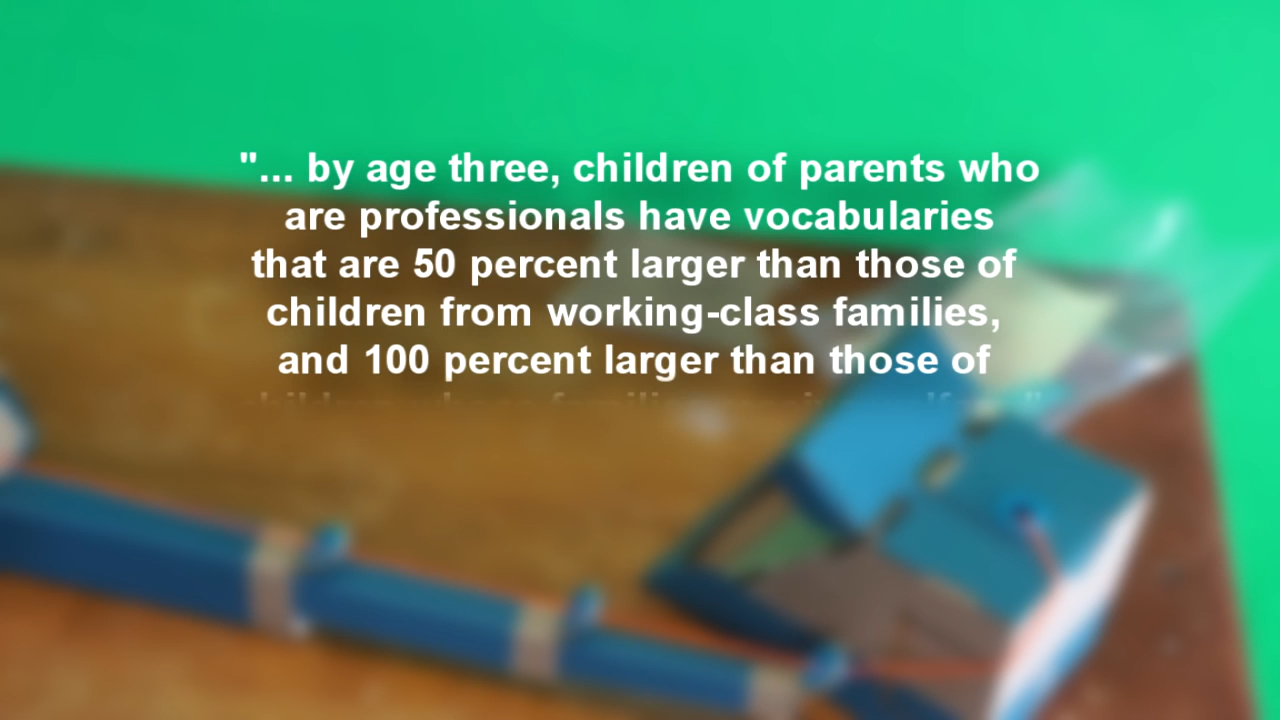 "... by age three, children of parents who
are professionals have vocabularies
that are 50 percent larger than those of
children from working-class families,
and 100 percent larger than those of